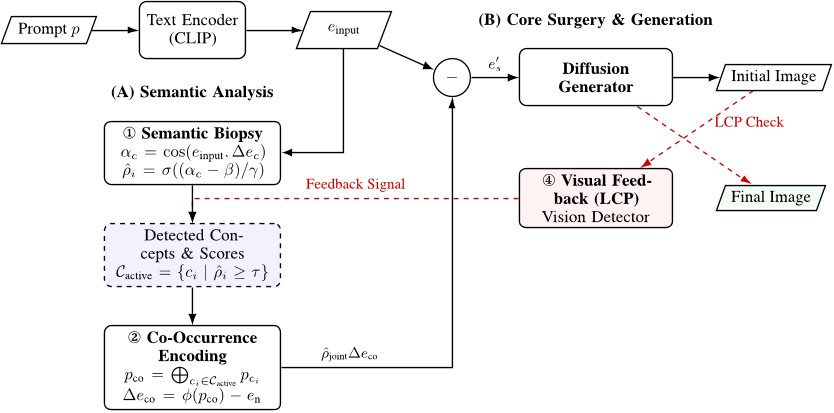 Prompt p
Text Encoder
(CLIP)
e_input
(B) Core Surgery & Generation
−
e′_s
Diffusion
Generator
Initial Image
(A) Semantic Analysis
① Semantic Biopsy
α_c = cos(e_input, Δe_c)
ρ̂_i = σ((α_c − β)/γ)
LCP Check
Feedback Signal
④ Visual Feed-
back (LCP)
Vision Detector
Final Image
Detected Con-
cepts & Scores
𝒞_active = {c_i | ρ̂_i ≥ τ}
② Co-Occurrence
Encoding
p_co = ⨁_{c_i∈𝒞_active} p_{c_i}
Δe_co = ϕ(p_co) − e_n
ρ̂_joint Δe_co